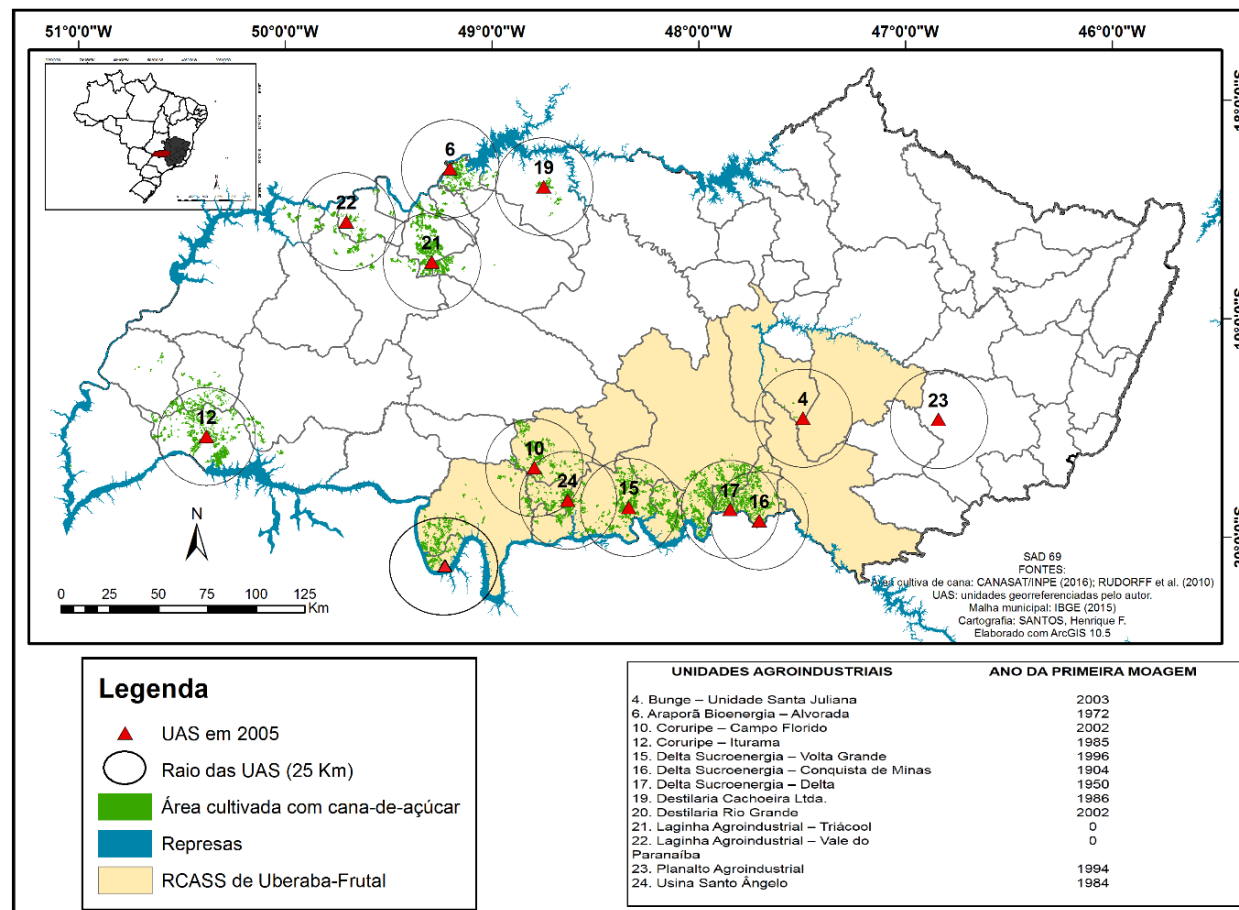 51°0'0"W 50°0'0"W 49°0'0"W 48°0'0"W 47°0'0"W 46°0'0"W
6
19
22
21
4
23
12
10
24
15
17
16
N
0 25 50 75 100 125
Km
SAD 69
FONTES:
Área cultiva de cana: CANASAT/INPE (2016); RUDORFF et al. (2010)
UAS: unidades georreferenciadas pelo autor.
Malha municipal: IBGE (2015)
Cartografia: SANTOS, Henrique F.
Elaborado com ArcGIS 10.5
Legenda
UAS em 2005
Raio das UAS (25 Km)
Área cultivada com cana-de-açúcar
Represas
RCASS de Uberaba-Frutal
UNIDADES AGROINDUSTRIAIS ANO DA PRIMEIRA MOAGEM
4. Bunge – Unidade Santa Juliana 2003
6. Araporã Bioenergia – Alvorada 1972
10. Coruripe – Campo Florido 2002
12. Coruripe – Iturama 1985
15. Delta Sucroenergia – Volta Grande 1996
16. Delta Sucroenergia – Conquista de Minas 1904
17. Delta Sucroenergia – Delta 1950
19. Destilaria Cachoeira Ltda. 1986
20. Destilaria Rio Grande 2002
21. Laginha Agroindustrial – Triácool 0
22. Laginha Agroindustrial – Vale do 0
Paranaíba
23. Planalto Agroindustrial 1994
24. Usina Santo Ângelo 1984